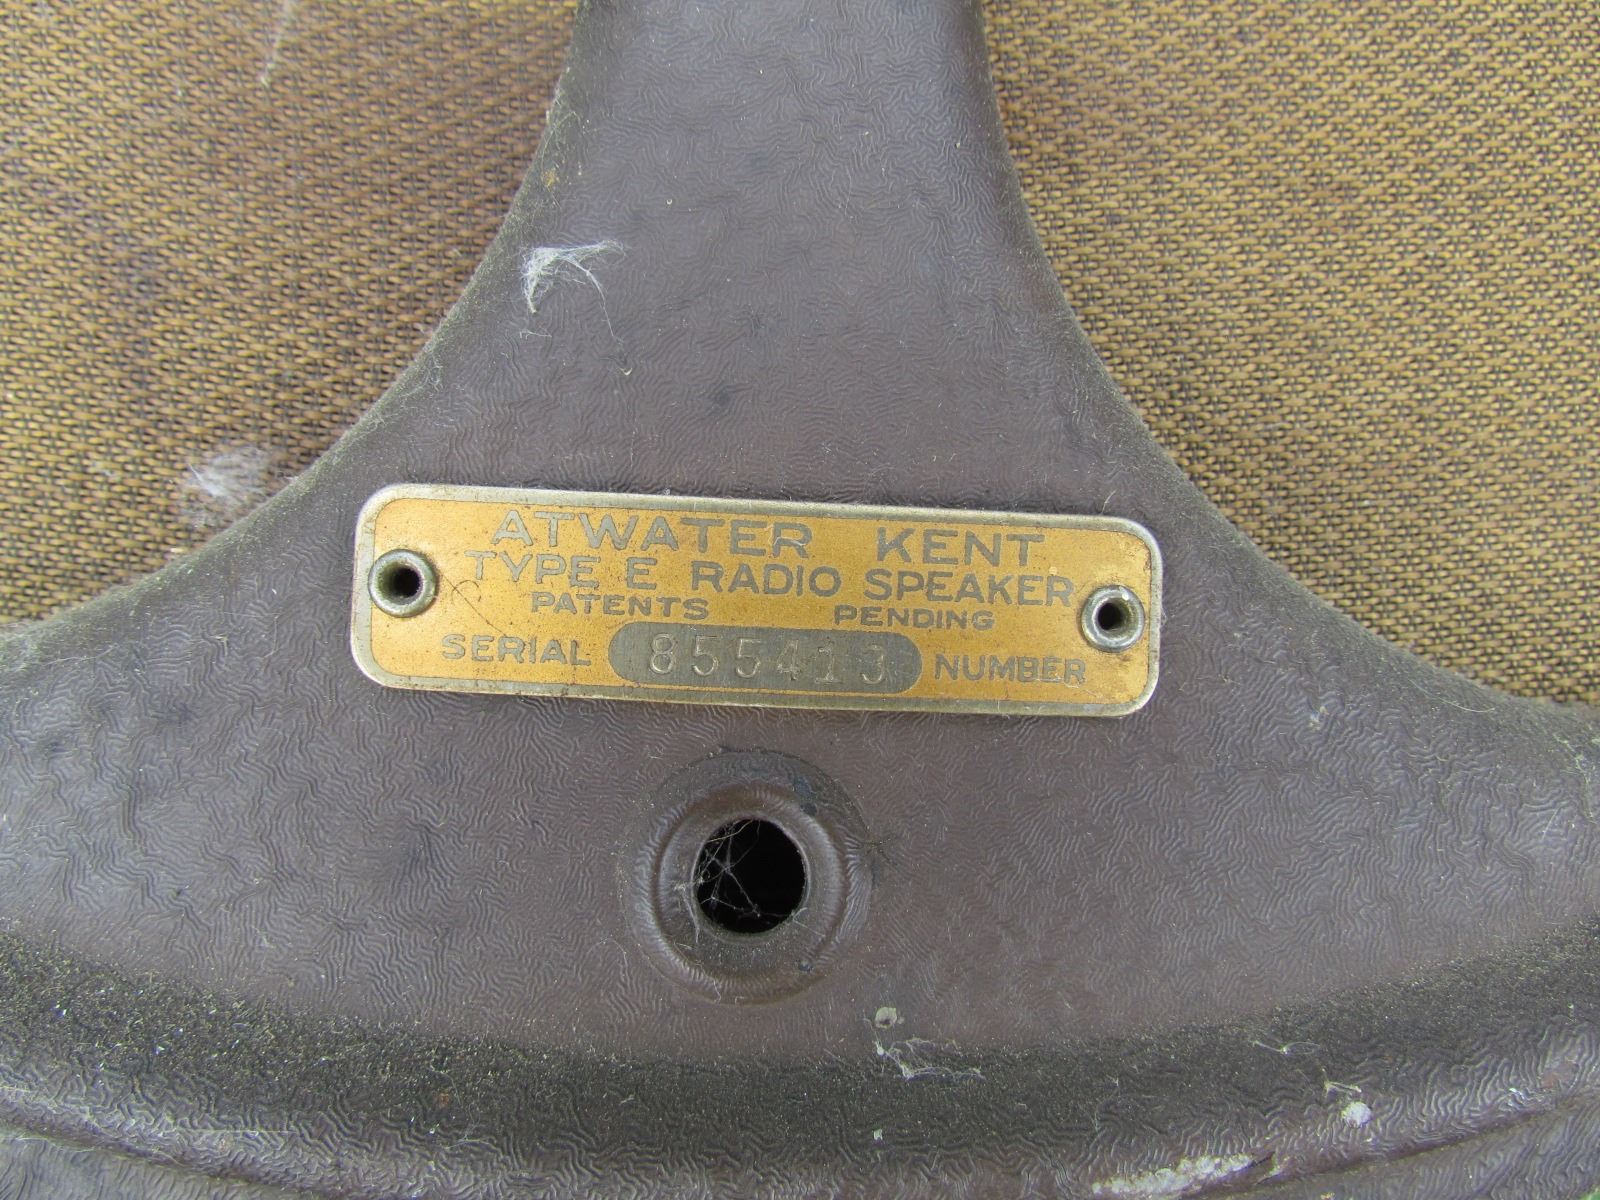 ATWATER KENT
TYPE E RADIO SPEAKER
PATENTS PENDING
SERIAL 855413 NUMBER